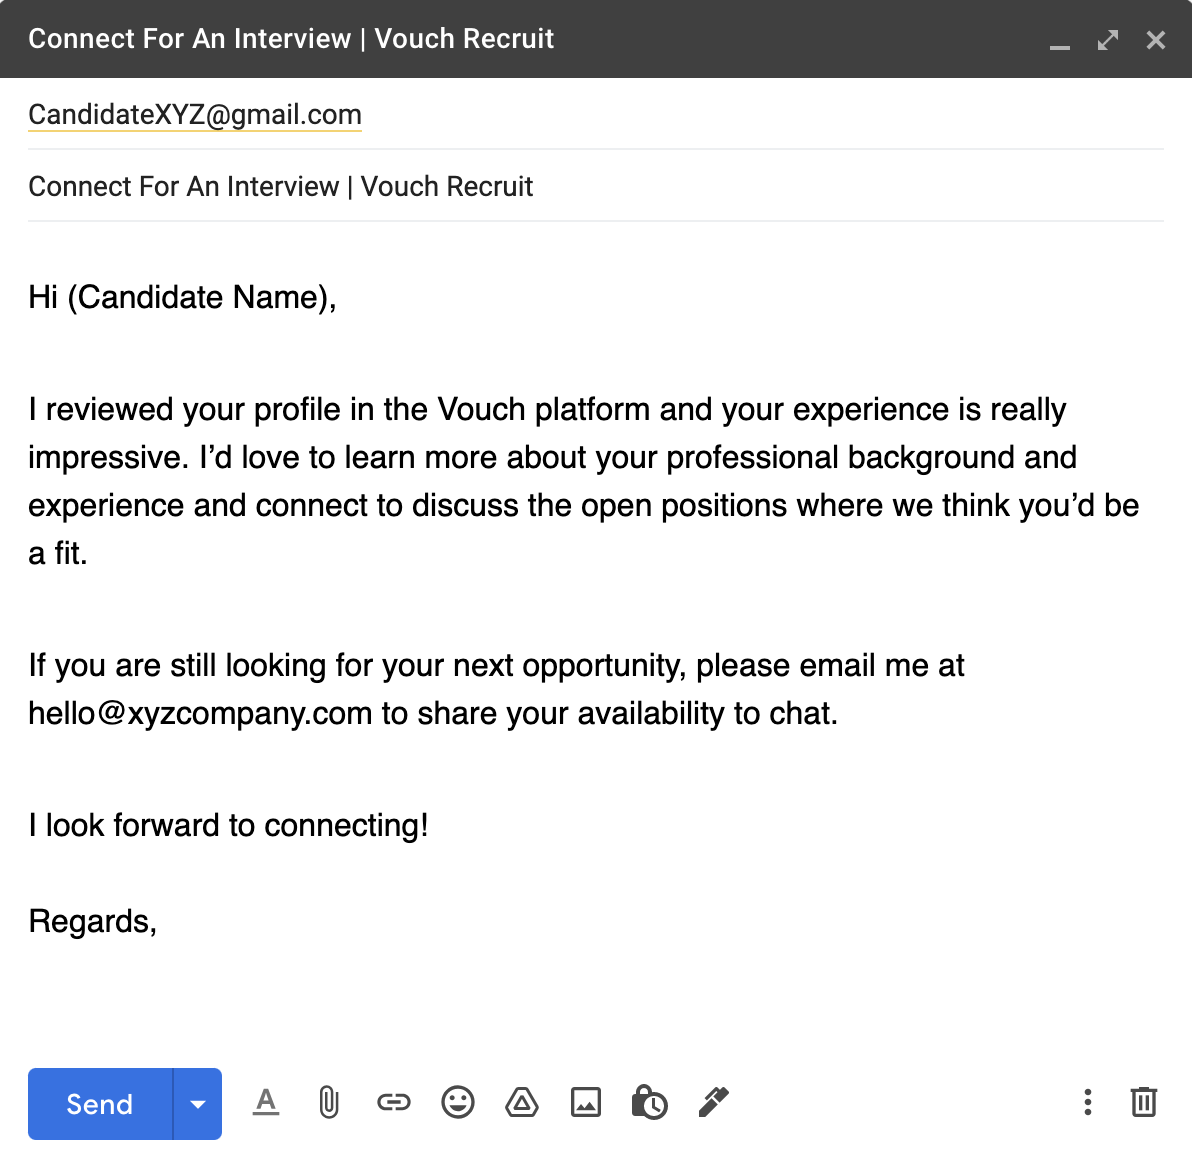 Connect For An Interview | Vouch Recruit
CandidateXYZ@gmail.com
Connect For An Interview | Vouch Recruit
Hi (Candidate Name),
I reviewed your profile in the Vouch platform and your experience is really
impressive. I’d love to learn more about your professional background and
experience and connect to discuss the open positions where we think you’d be
a fit.
If you are still looking for your next opportunity, please email me at
hello@xyzcompany.com to share your availability to chat.
I look forward to connecting!
Regards,
Send